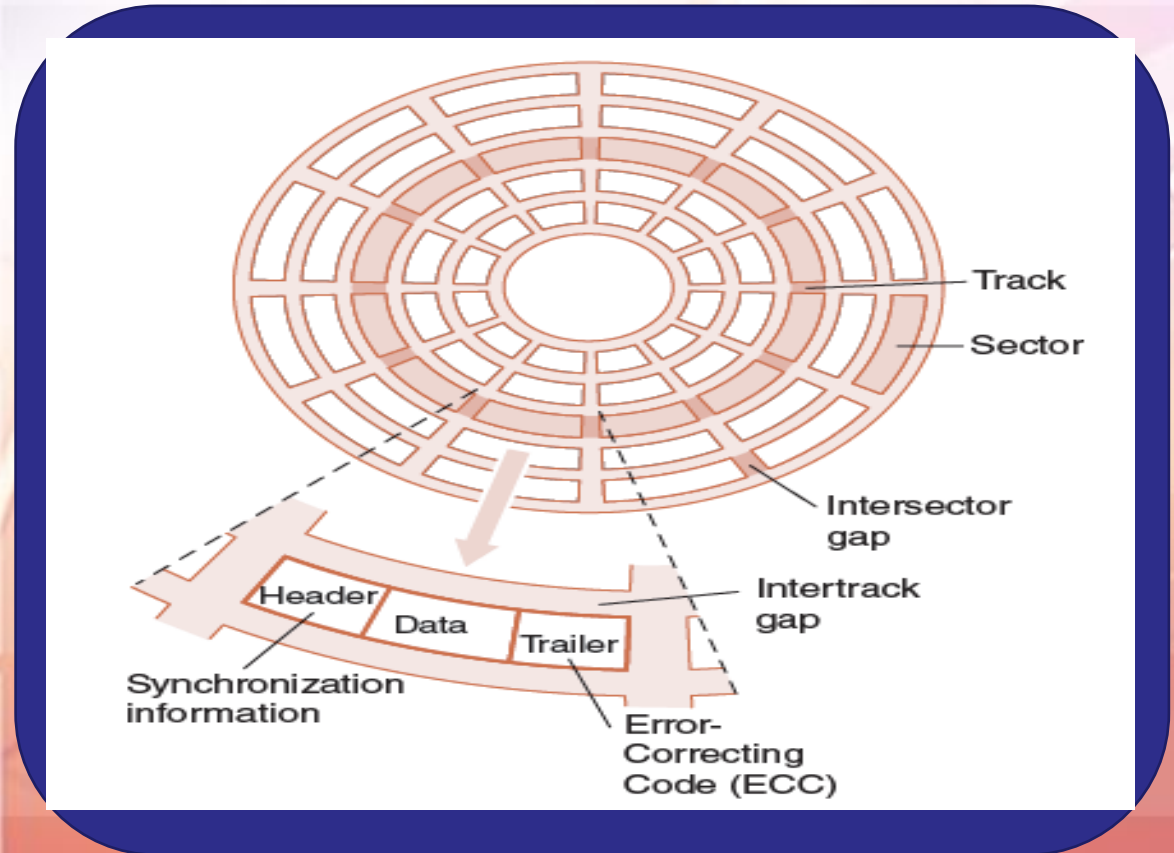 Track
Sector
Intersector
gap
Intertrack
gap
Header
Data
Trailer
Synchronization
information
Error-
Correcting
Code (ECC)